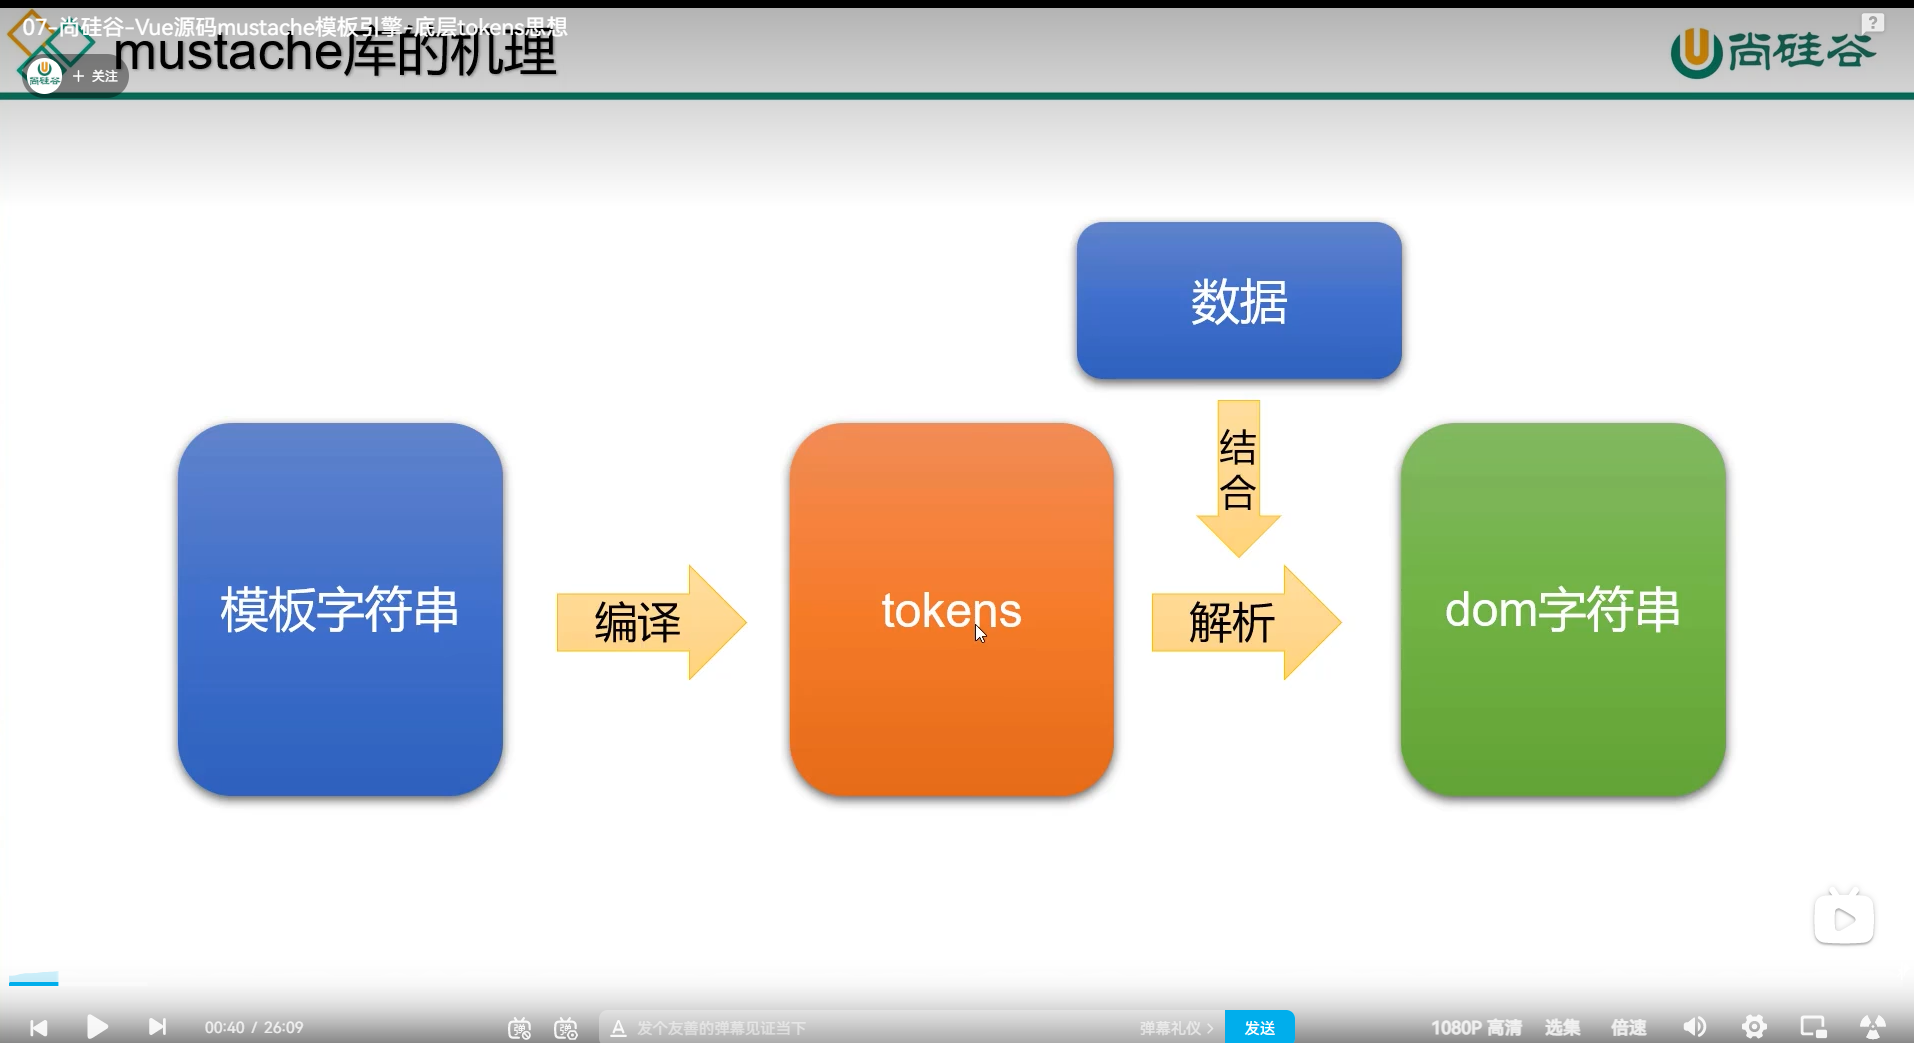 07-尚硅谷-Vue源码mustache模板引擎-底层tokens思想
mustache库的机理
尚硅谷
尚硅谷
+ 关注
数据
结合
模板字符串
编译
tokens
解析
dom字符串
00:40 / 26:09
弹
弹
A 发个友善的弹幕见证当下
弹幕礼仪 >
发送
1080P 高清
选集
倍速